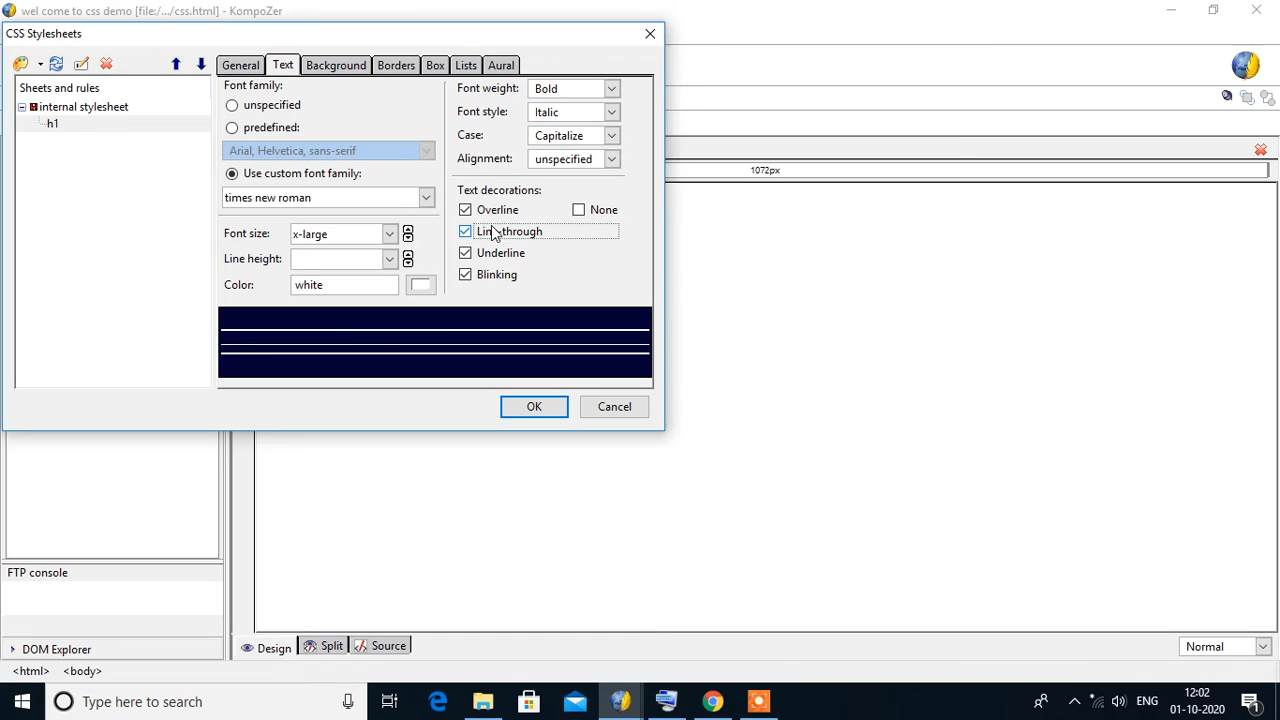 wel come to css demo [file:/.../css.html] - KompoZer
CSS Stylesheets
General Text Background Borders Box Lists Aural
Sheets and rules
internal stylesheet
h1
Font family:
unspecified
predefined:
Arial, Helvetica, sans-serif
Use custom font family:
times new roman
Font size: x-large
Line height:
Color: white
Font weight: Bold
Font style: Italic
Case: Capitalize
Alignment: unspecified
Text decorations:
Overline None
Line-through
Underline
Blinking
OK Cancel
1072px
FTP console
DOM Explorer
Design Split Source Normal
<html> <body>
Type here to search
ENG
12:02
01-10-2020
1